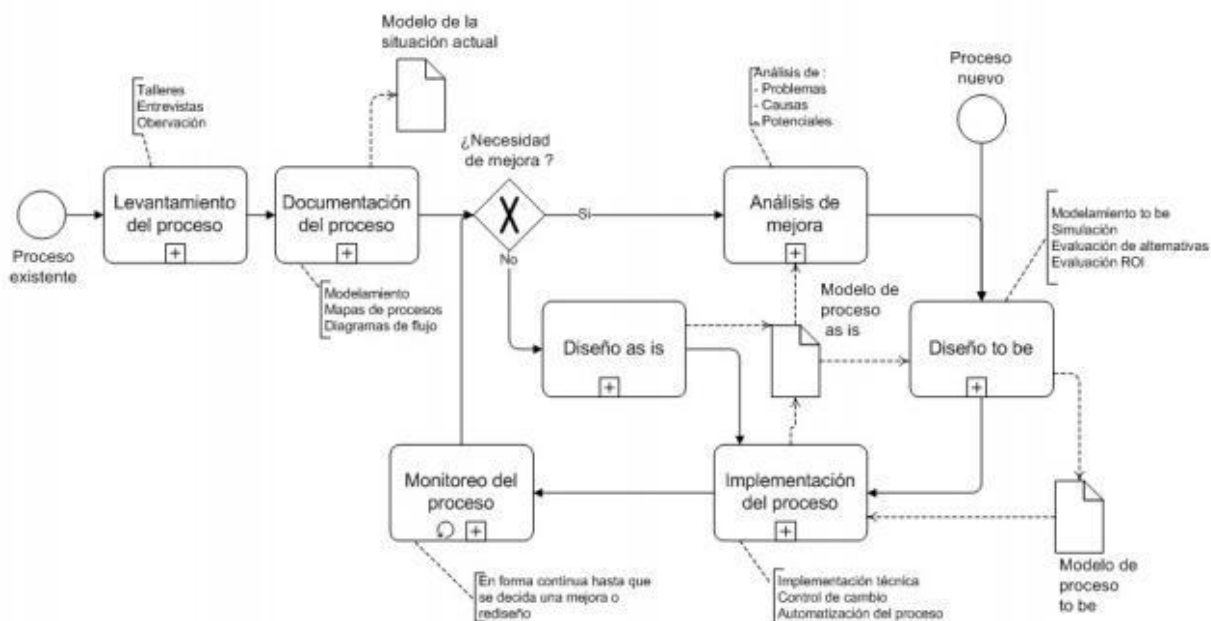 Modelo de la
situación actual
Talleres
Entrevistas
Obervación
Análisis de :
- Problemas
- Causas
- Potenciales
Proceso
nuevo
¿Necesidad
de mejora ?
Levantamiento
del proceso
Documentación
del proceso
X
Si
Análisis de
mejora
Proceso
existente
No
Modelamiento to be
Simulación
Evaluación de alternativas
Evaluación ROI
Modelamiento
Mapas de procesos
Diagramas de flujo
Modelo de
proceso
as is
Diseño as is
Diseño to be
Monitoreo del
proceso
Implementación
del proceso
En forma continua hasta que
se decida una mejora o
rediseño
Implementación técnica
Control de cambio
Automatización del proceso
Modelo de
proceso
to be